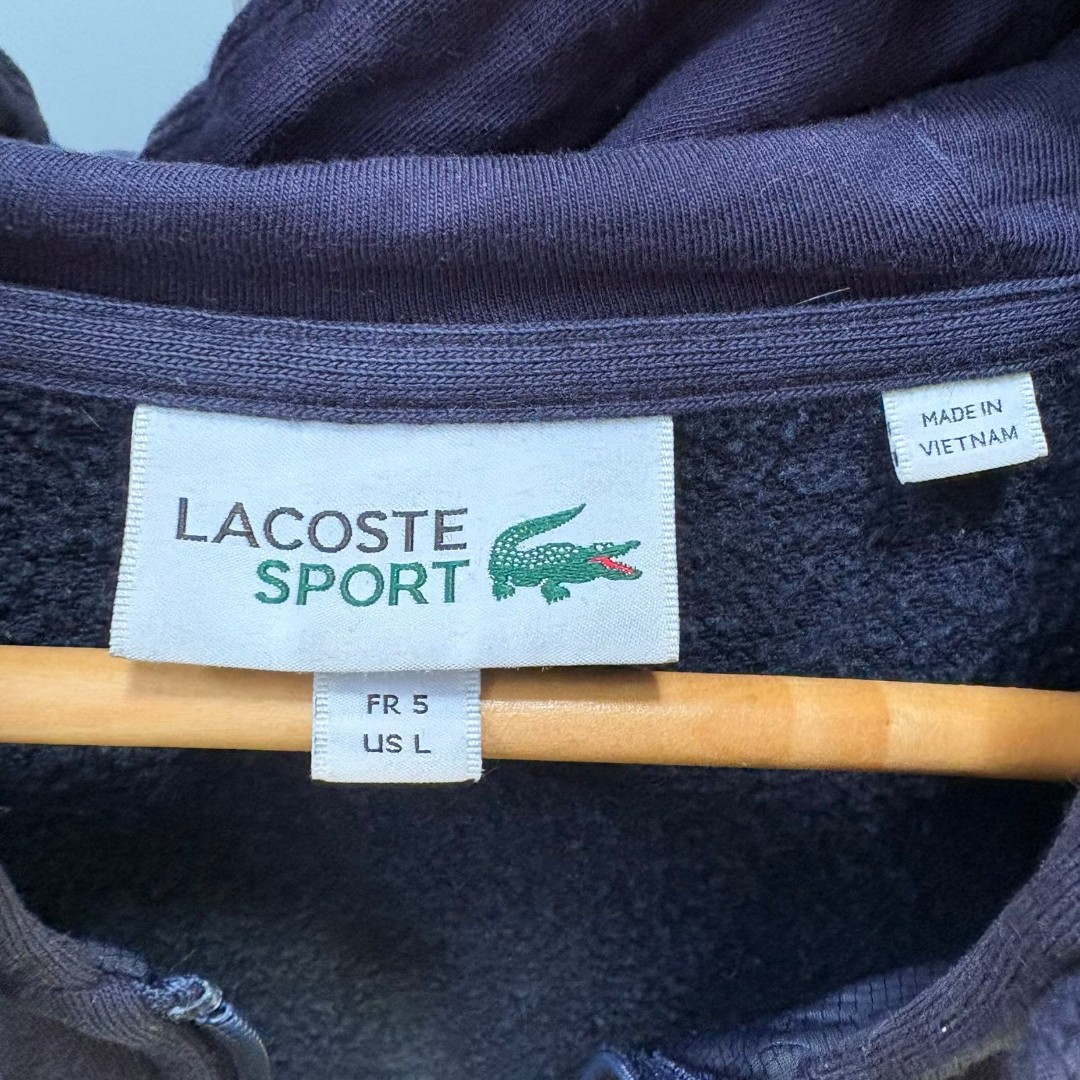 MADE IN
VIETNAM
LACOSTE
SPORT
FR 5
US L